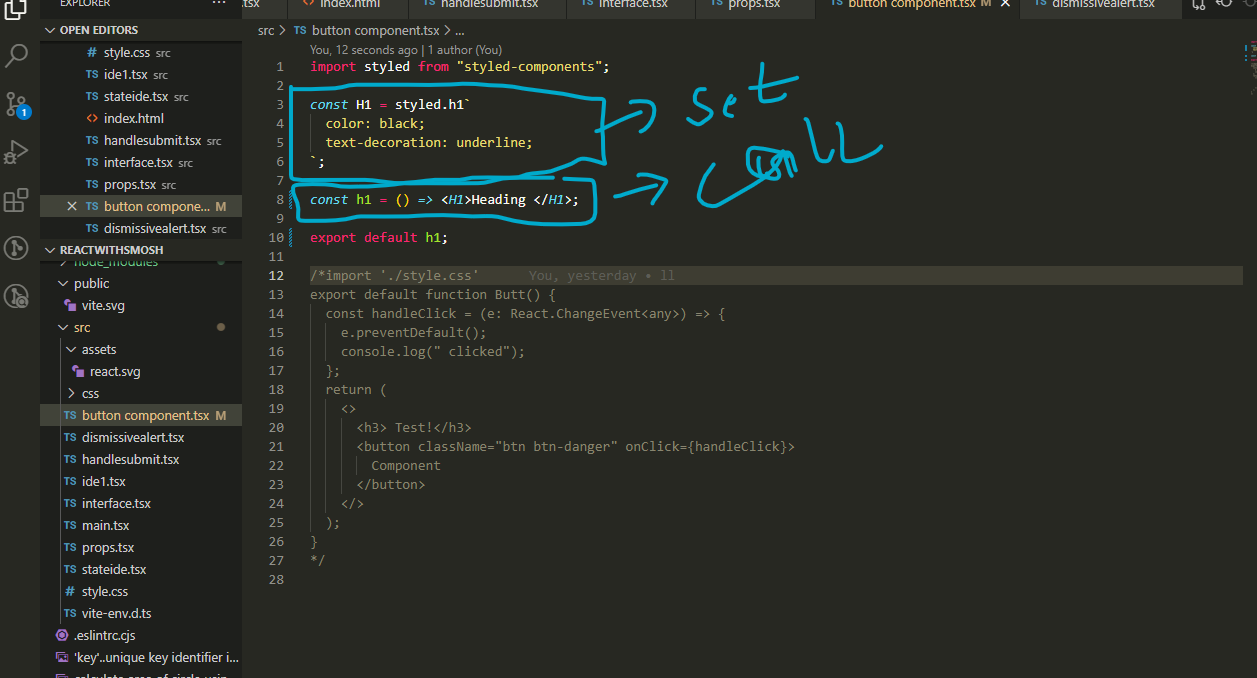 EXPLORER ...
.tsx
index.html
handlesubmit.tsx
TS interface.tsx
TS props.tsx
TS button component.tsx M
TS dismissivealert.tsx
OPEN EDITORS
# style.css src
TS ide1.tsx src
TS stateide.tsx src
<> index.html
TS handlesubmit.tsx src
TS interface.tsx src
TS props.tsx src
TS button compone... M
TS dismissivealert.tsx src
1
REACTWITHSMOSH
node_modules
public
vite.svg
src
assets
react.svg
css
TS button component.tsx M
TS dismissivealert.tsx
TS handlesubmit.tsx
TS ide1.tsx
TS interface.tsx
TS main.tsx
TS props.tsx
TS stateide.tsx
# style.css
TS vite-env.d.ts
.eslintrc.cjs
'key'..unique key identifier i...
src > TS button component.tsx > ...
You, 12 seconds ago | 1 author (You)
1 import styled from "styled-components";
2
3 const H1 = styled.h1`
4 color: black;
5 text-decoration: underline;
6 `;
7
8 const h1 = () => <H1>Heading </H1>;
9
10 export default h1;
11
12 /*import './style.css' You, yesterday • ll
13 export default function Butt() {
14 const handleClick = (e: React.ChangeEvent<any>) => {
15 e.preventDefault();
16 console.log(" clicked");
17 };
18 return (
19 <>
20 <h3> Test!</h3>
21 <button className="btn btn-danger" onClick={handleClick}>
22 Component
23 </button>
24 </>
25 );
26 }
27 */
28
set